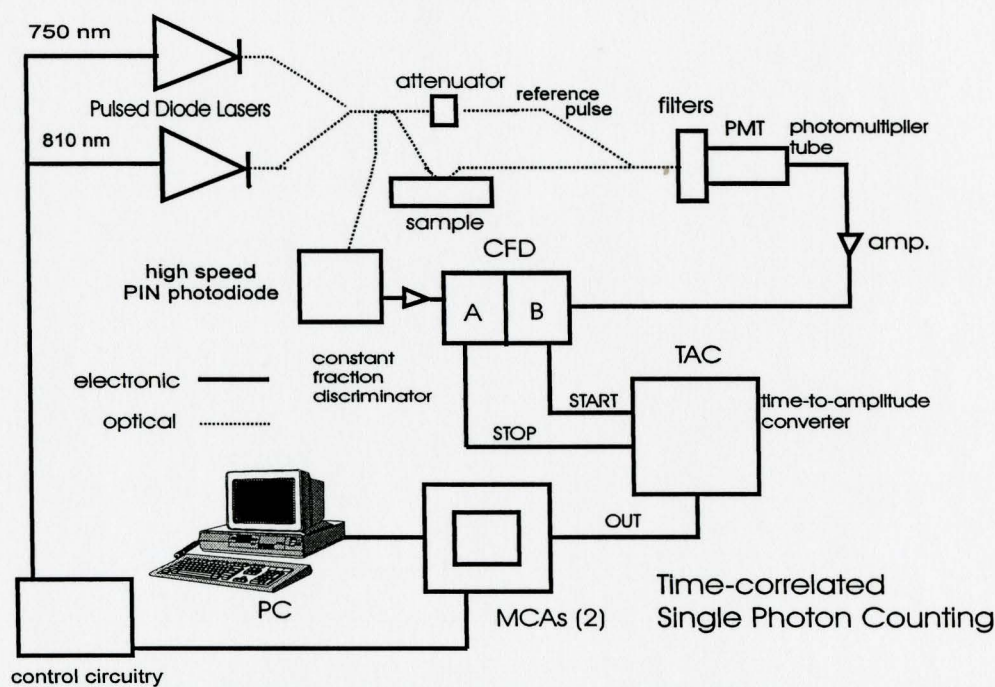 750 nm
Pulsed Diode Lasers
810 nm
attenuator
reference
pulse
filters
PMT
photomultiplier
tube
sample
amp.
high speed
PIN photodiode
CFD
A
B
constant
fraction
discriminator
TAC
time-to-amplitude
converter
START
STOP
electronic
optical
OUT
PC
MCAs (2)
Time-correlated
Single Photon Counting
control circuitry